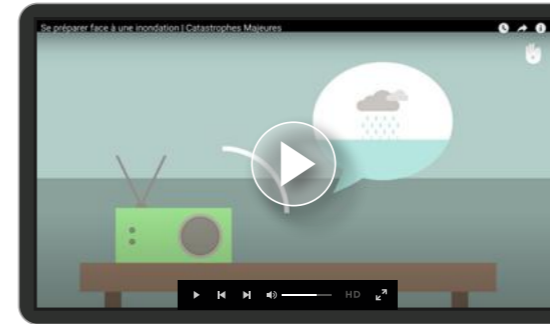 Se préparer face à une inondation | Catastrophes Majeures
HD